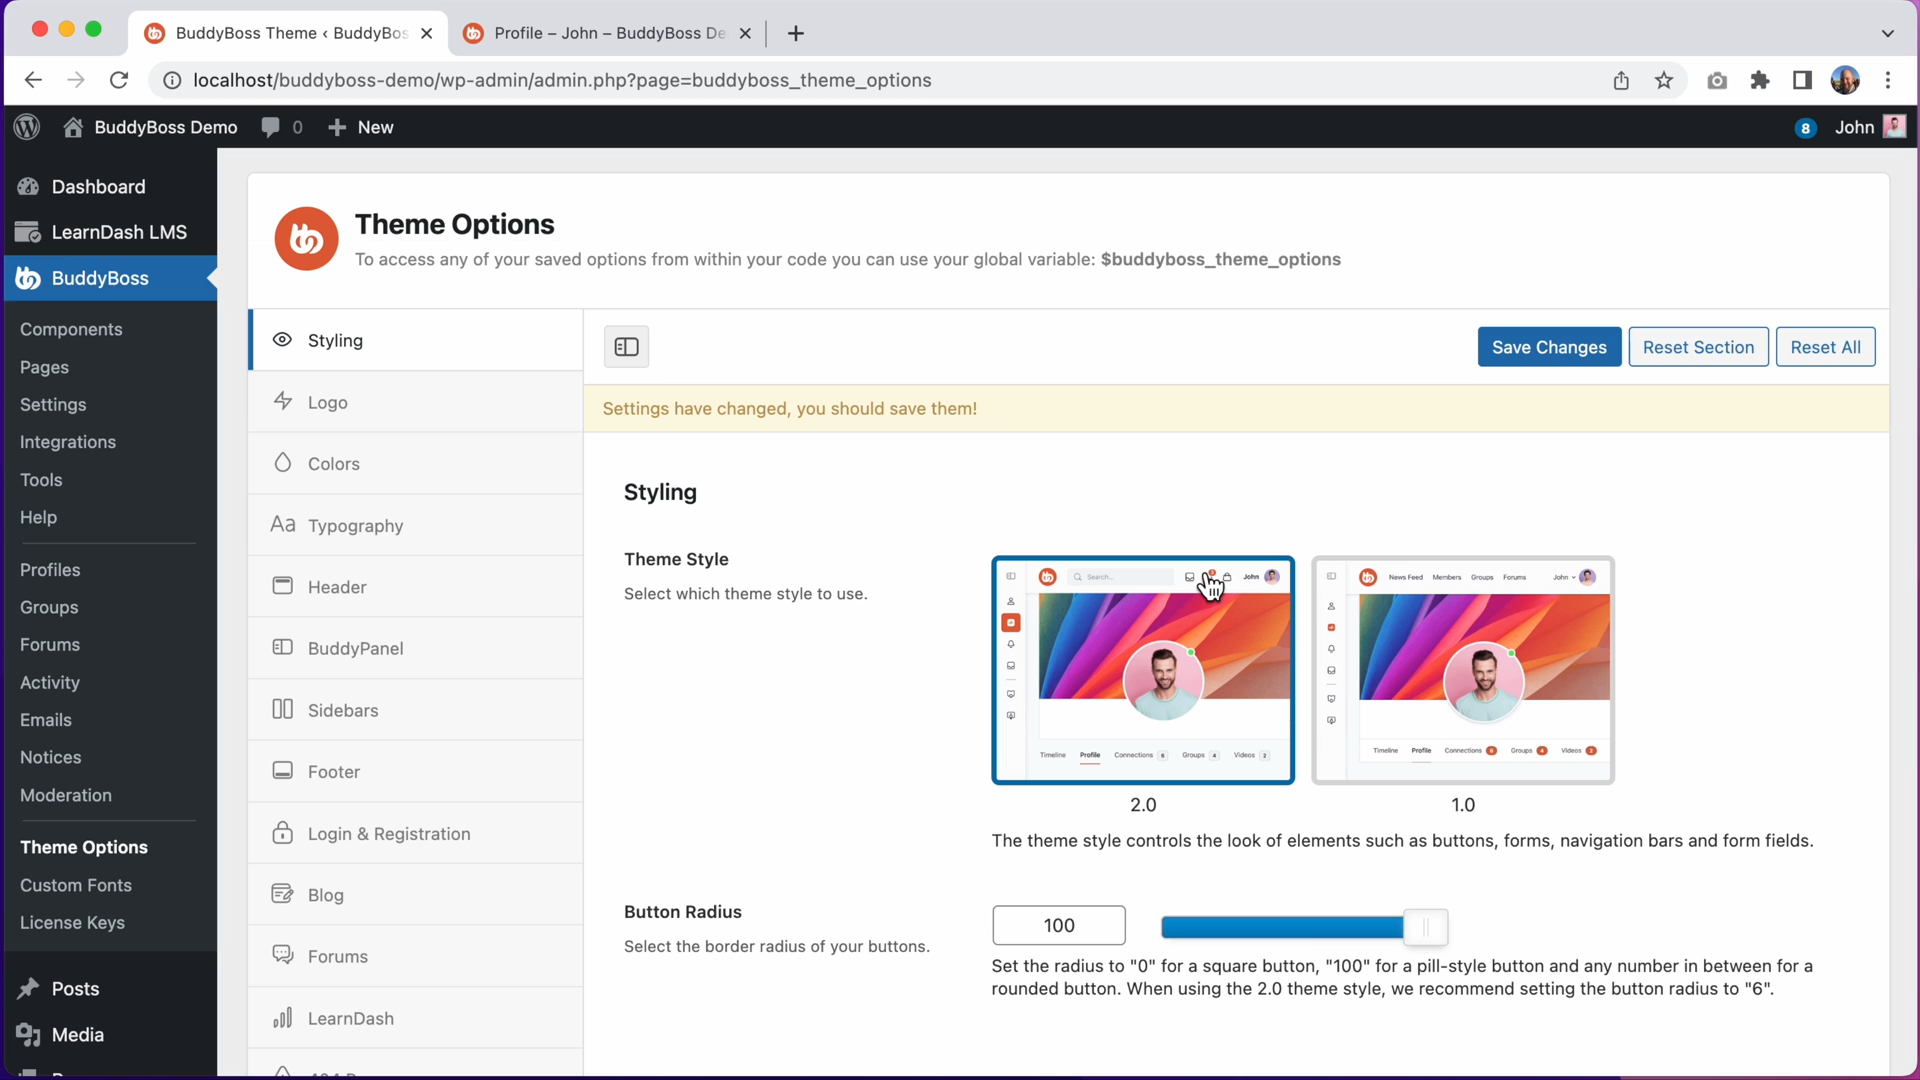 BuddyBoss Theme ‹ BuddyBos
Profile – John – BuddyBoss De
localhost/buddyboss-demo/wp-admin/admin.php?page=buddyboss_theme_options
BuddyBoss Demo
0
New
8
John
Dashboard
LearnDash LMS
BuddyBoss
Components
Pages
Settings
Integrations
Tools
Help
Profiles
Groups
Forums
Activity
Emails
Notices
Moderation
Theme Options
Custom Fonts
License Keys
Posts
Media
Theme Options
To access any of your saved options from within your code you can use your global variable: $buddyboss_theme_options
Styling
Logo
Colors
Aa Typography
Header
BuddyPanel
Sidebars
Footer
Login & Registration
Blog
Forums
LearnDash
Save Changes
Reset Section
Reset All
Settings have changed, you should save them!
Styling
Theme Style
Select which theme style to use.
Search...
John
Timeline Profile Connections 6 Groups 4 Videos 2
2.0
News Feed Members Groups Forums
John
Timeline Profile Connections 6 Groups 4 Videos 2
1.0
The theme style controls the look of elements such as buttons, forms, navigation bars and form fields.
Button Radius
Select the border radius of your buttons.
100
Set the radius to "0" for a square button, "100" for a pill-style button and any number in between for a
rounded button. When using the 2.0 theme style, we recommend setting the button radius to "6".